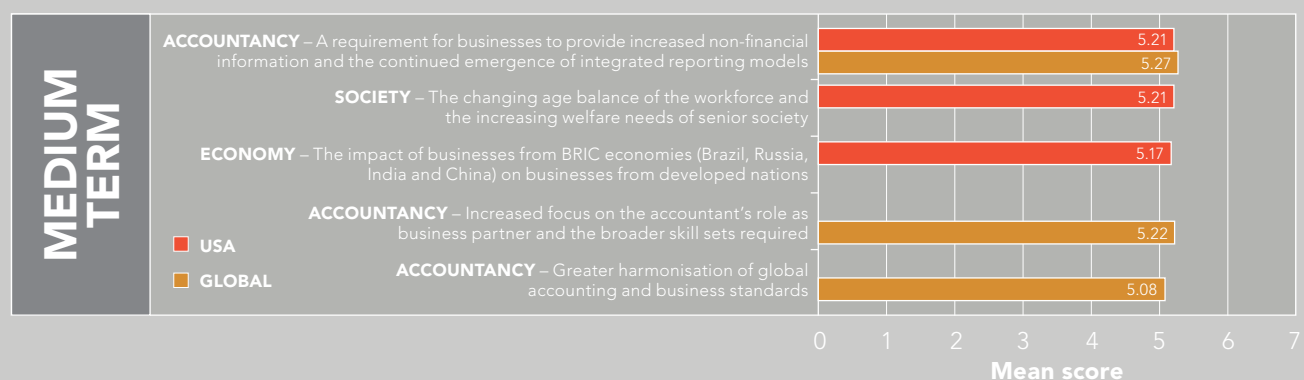 MEDIUM
TERM
ACCOUNTANCY – A requirement for businesses to provide increased non-financial
information and the continued emergence of integrated reporting models
5.21
5.27
SOCIETY – The changing age balance of the workforce and
the increasing welfare needs of senior society
5.21
ECONOMY – The impact of businesses from BRIC economies (Brazil, Russia,
India and China) on businesses from developed nations
5.17
ACCOUNTANCY – Increased focus on the accountant's role as
business partner and the broader skill sets required
5.22
ACCOUNTANCY – Greater harmonisation of global
accounting and business standards
5.08
USA
GLOBAL
0 1 2 3 4 5 6 7
Mean score